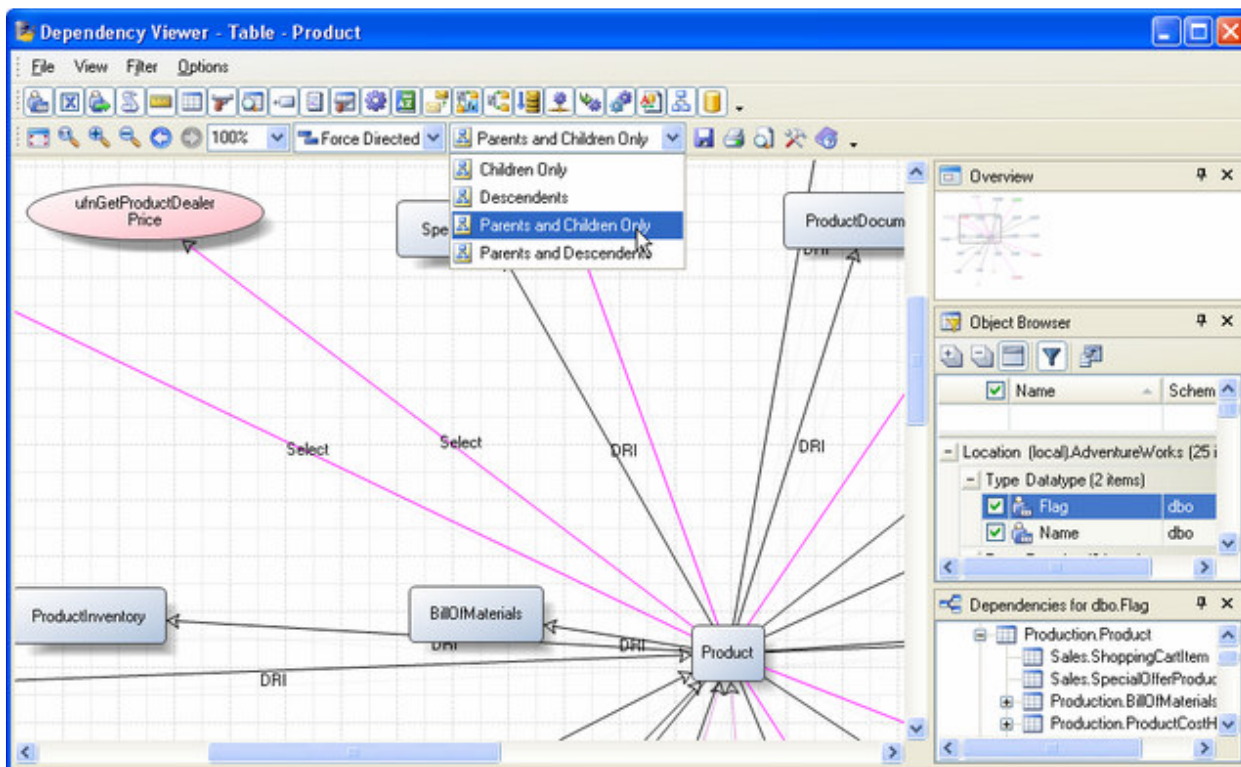 Dependency Viewer - Table - Product
File View Filter Options
100% Force Directed Parents and Children Only
Children Only
Descendents
Parents and Children Only
Parents and Descendents
ufnGetProductDealer
Price
Spe
ProductDocum
DRI
Select
Select
DRI
DRI
ProductInventory
BillOfMaterials
DRI
DRI
Product
DRI
Overview
Object Browser
Name Schem
Location (local).AdventureWorks (25 i
Type Datatype (2 items)
Flag dbo
Name dbo
Dependencies for dbo.Flag
Production.Product
Sales.ShoppingCartItem
Sales.SpecialOfferProduc
Production.BillOfMaterials
Production.ProductCostH